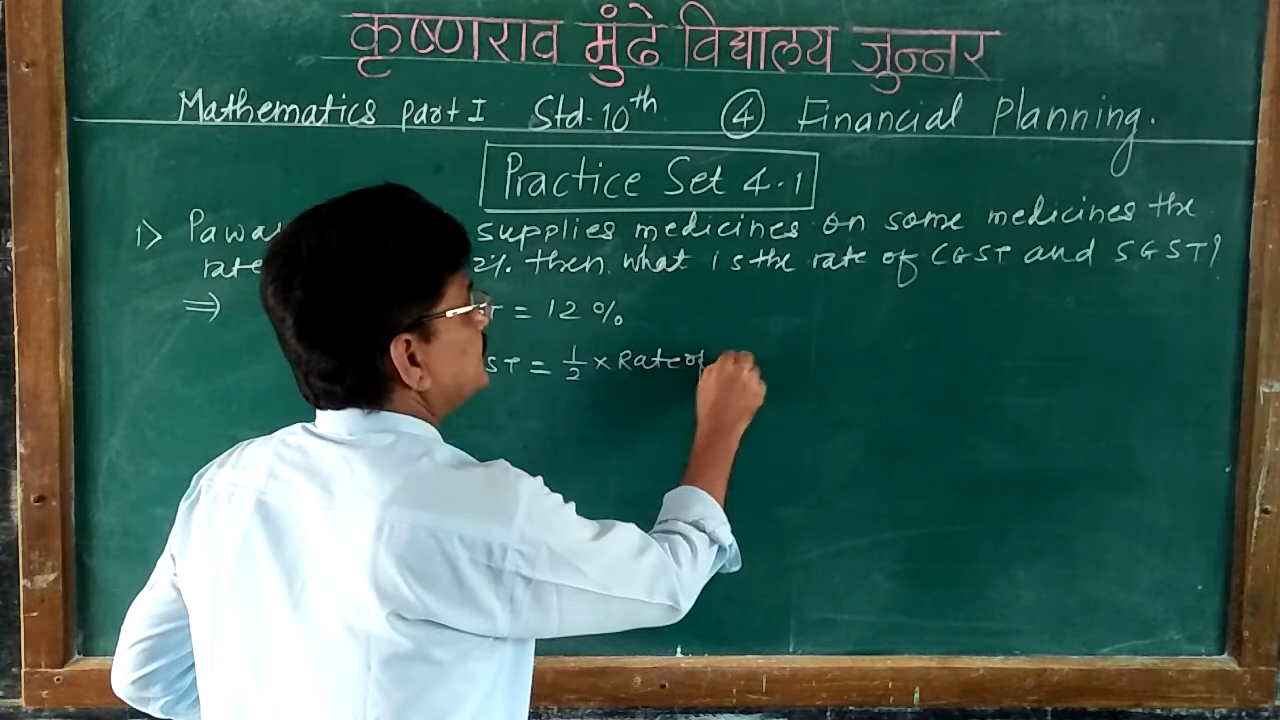 कृष्णराव मुंढे विद्यालय जुन्नर
Mathematics part I Std. 10th ④ Financial Planning.
Practice Set 4.1
1> supplies medicines on some medicines the
rate 2%. then what is the rate of CGST and SGST?
⇒ = 12 %
ST = 1/2 × Rate of